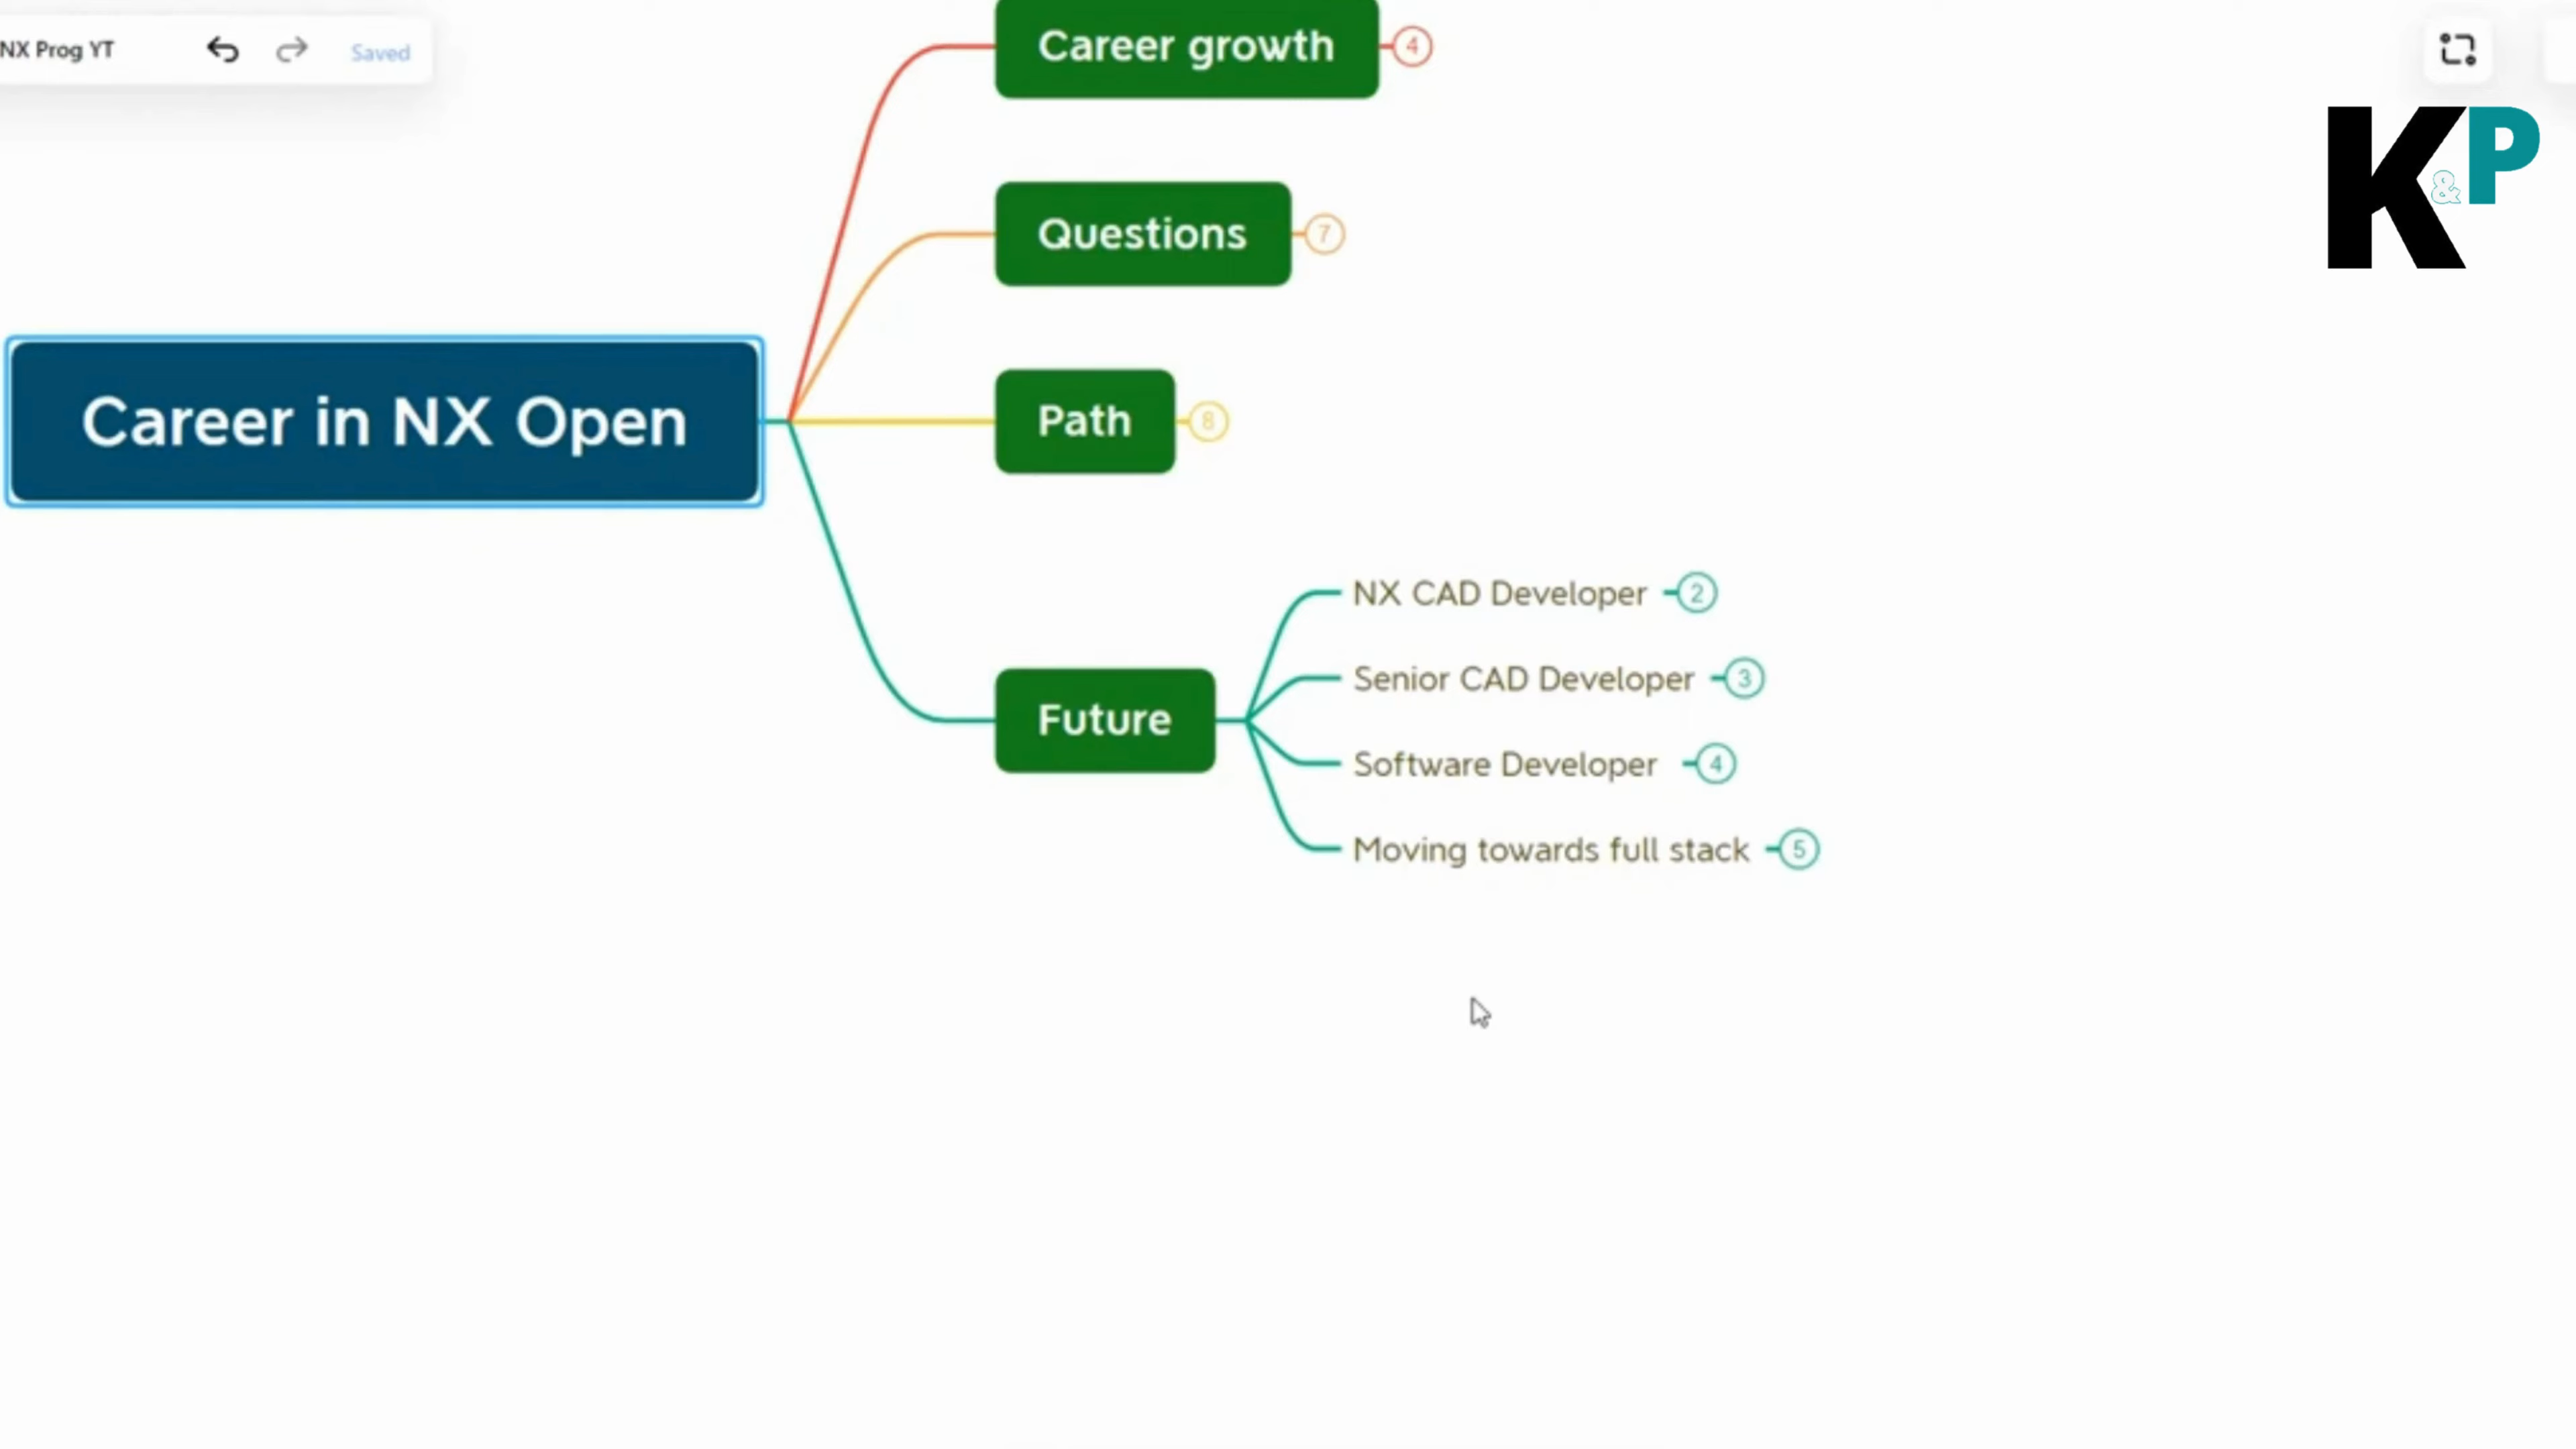 NX Prog YT
Saved
K&P
Career growth 4
Questions 7
Career in NX Open
Path 8
NX CAD Developer 2
Senior CAD Developer 3
Future
Software Developer 4
Moving towards full stack 5